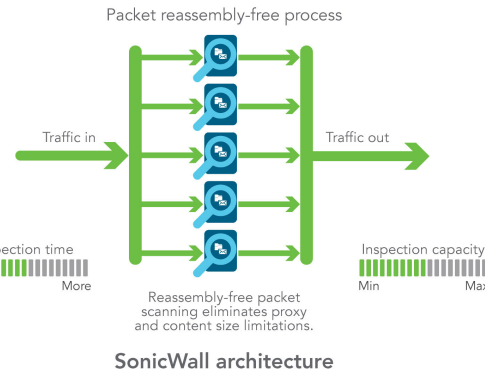 Packet reassembly-free process
Traffic in
Traffic out
time
More
Inspection capacity
Min
Reassembly-free packet
scanning eliminates proxy
and content size limitations.
SonicWall architecture